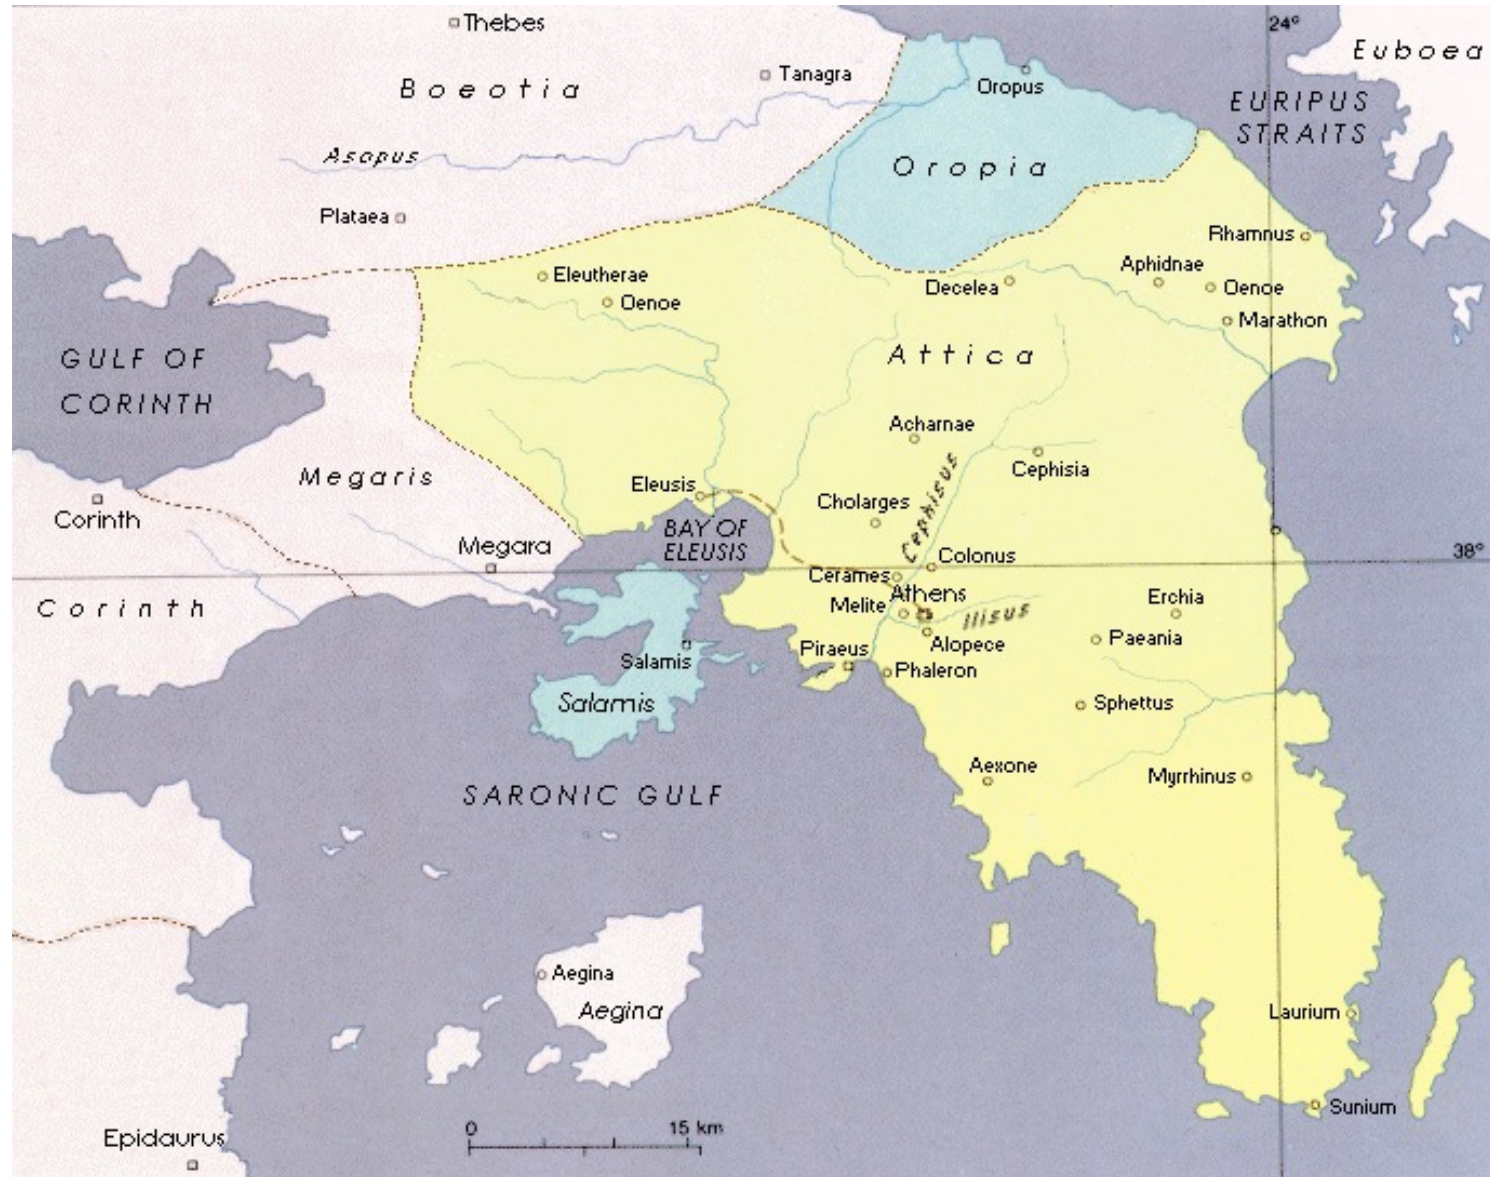 Thebes
24°
Euboea
Boeotia
Tanagra
Oropus
EURIPUS
STRAITS
Asopus
Oropia
Plataea
Rhamnus
Eleutherae
Aphidnae
Oenoe
Decelea
Oenoe
Marathon
GULF OF
CORINTH
Attica
Acharnae
Megaris
Cephisia
Eleusis
Cholarges
Cephisus
Corinth
BAY OF
ELEUSIS
Megara
Colonus
38°
Cerames
Athens
Corinth
Melite
Ilisus
Erchia
Piraeus
Alopece
Paeania
Salamis
Phaleron
Salamis
Sphettus
Aexone
Myrrhinus
SARONIC GULF
Aegina
Aegina
Laurium
Sunium
0 15 km
Epidaurus